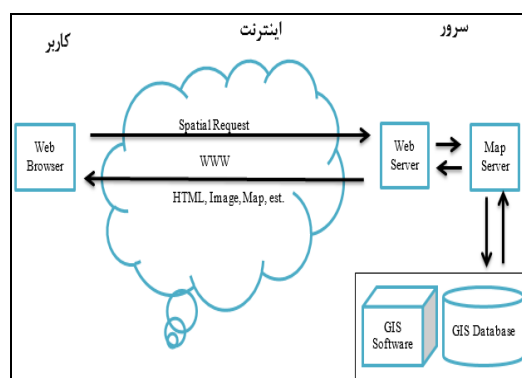 کاربر
اینترنت
سرور
Spatial Request
Web
Browser
WWW
Web
Server
Map
Server
HTML, Image, Map, est.
GIS
Software
GIS Database